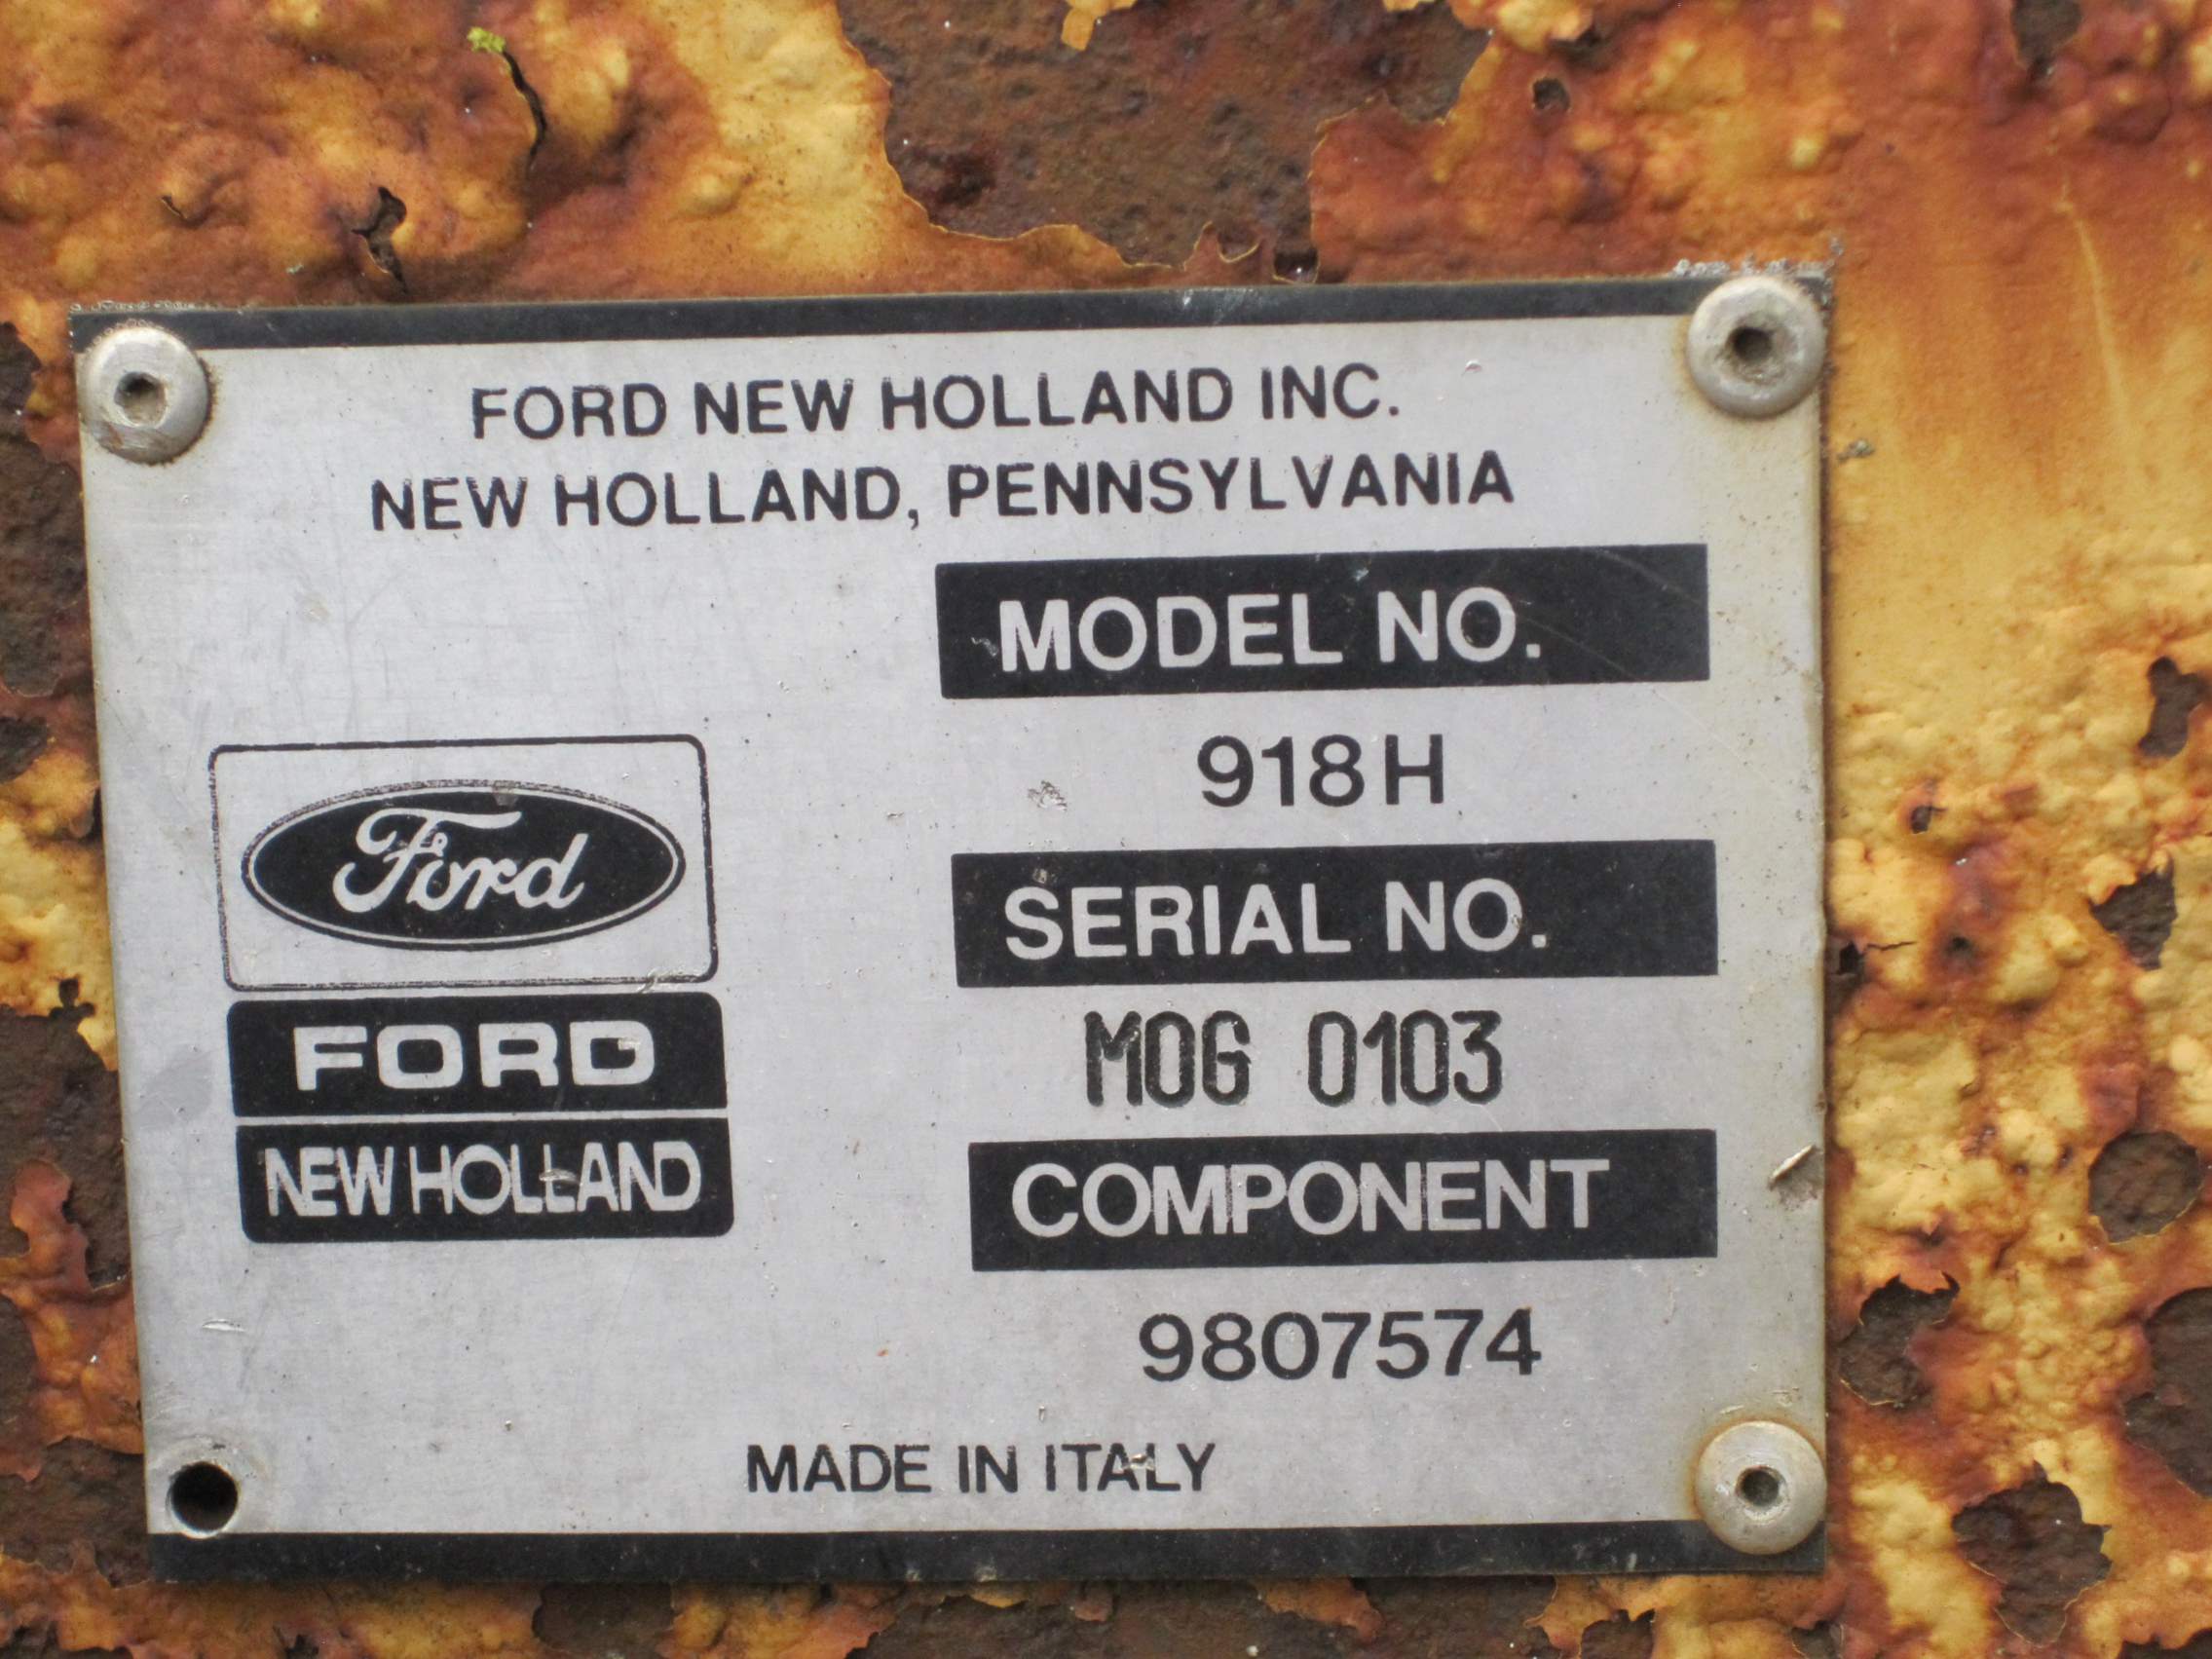 FORD NEW HOLLAND INC.
NEW HOLLAND, PENNSYLVANIA
MODEL NO.
918H
Ford
SERIAL NO.
FORD
MOG 0103
NEW HOLLAND
COMPONENT
9807574
MADE IN ITALY